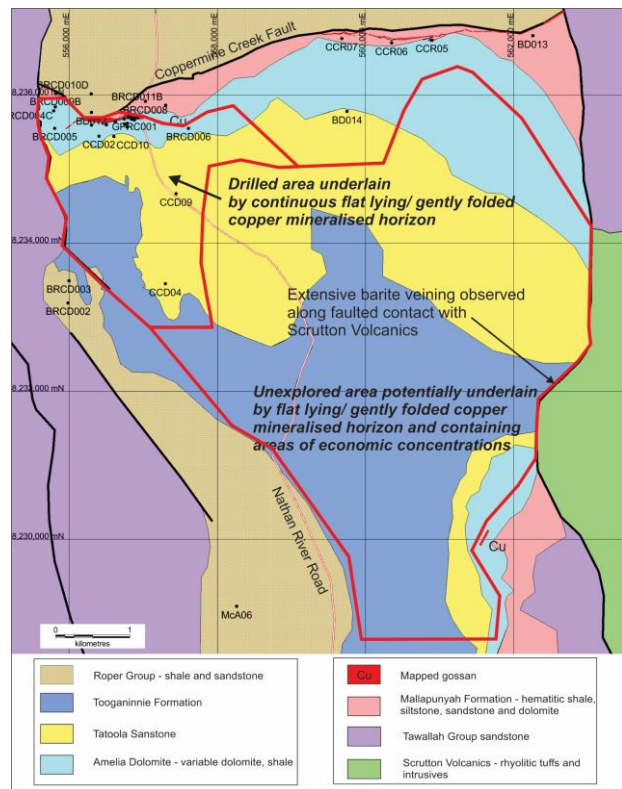 556,000 mE
558,000 mE
560,000 mE
562,000 mE
Coppermine Creek Fault
CCR07
CCR06
CCR05
BD013
BRCD010D
8,236,000 mN
BRCD009B
BRCD011B
BRCD008
BRCD004C
GPRC001
Cu
BD014
BRCD005
CCD02
CCD10
BRCD006
Drilled area underlain
by continuous flat lying/ gently folded
copper mineralised horizon
CCD09
8,234,000 mN
Extensive barite veining observed
along faulted contact with
Scrutton Volcanics
BRCD003
CCD04
BRCD002
8,232,000 mN
Unexplored area potentially underlain
by flat lying/ gently folded copper
mineralised horizon and containing
areas of economic concentrations
Nathan River Road
8,230,000 mN
Cu
McA06
0 1
kilometres
Roper Group - shale and sandstone
Tooganinnie Formation
Tatoola Sanstone
Amelia Dolomite - variable dolomite, shale
Cu Mapped gossan
Mallapunyah Formation - hematitic shale,
siltstone, sandstone and dolomite
Tawallah Group sandstone
Scrutton Volcanics - rhyolitic tuffs and
intrusives